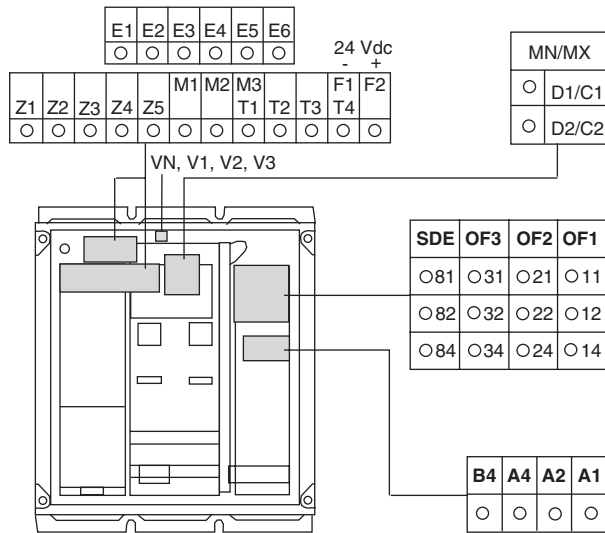 E1 E2 E3 E4 E5 E6
24 Vdc
- +
M1 M2 M3 F1 F2
Z1 Z2 Z3 Z4 Z5 T1 T2 T3 T4
VN, V1, V2, V3
MN/MX
D1/C1
D2/C2
SDE OF3 OF2 OF1
81 31 21 11
82 32 22 12
84 34 24 14
B4 A4 A2 A1